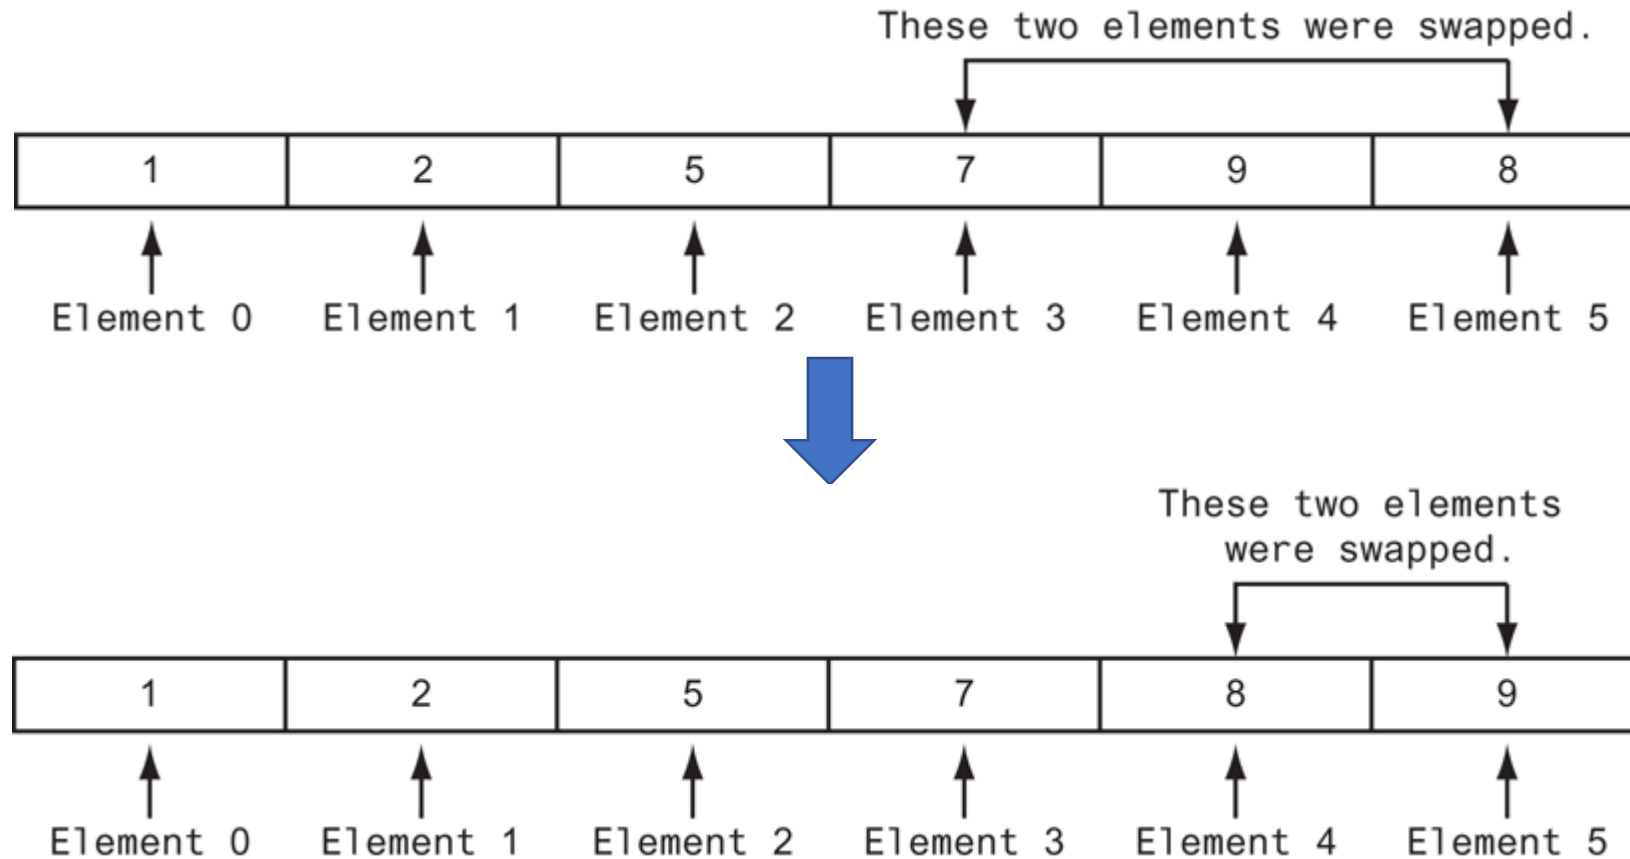 These two elements were swapped.
1 2 5 7 9 8
Element 0 Element 1 Element 2 Element 3 Element 4 Element 5
These two elements
were swapped.
1 2 5 7 8 9
Element 0 Element 1 Element 2 Element 3 Element 4 Element 5